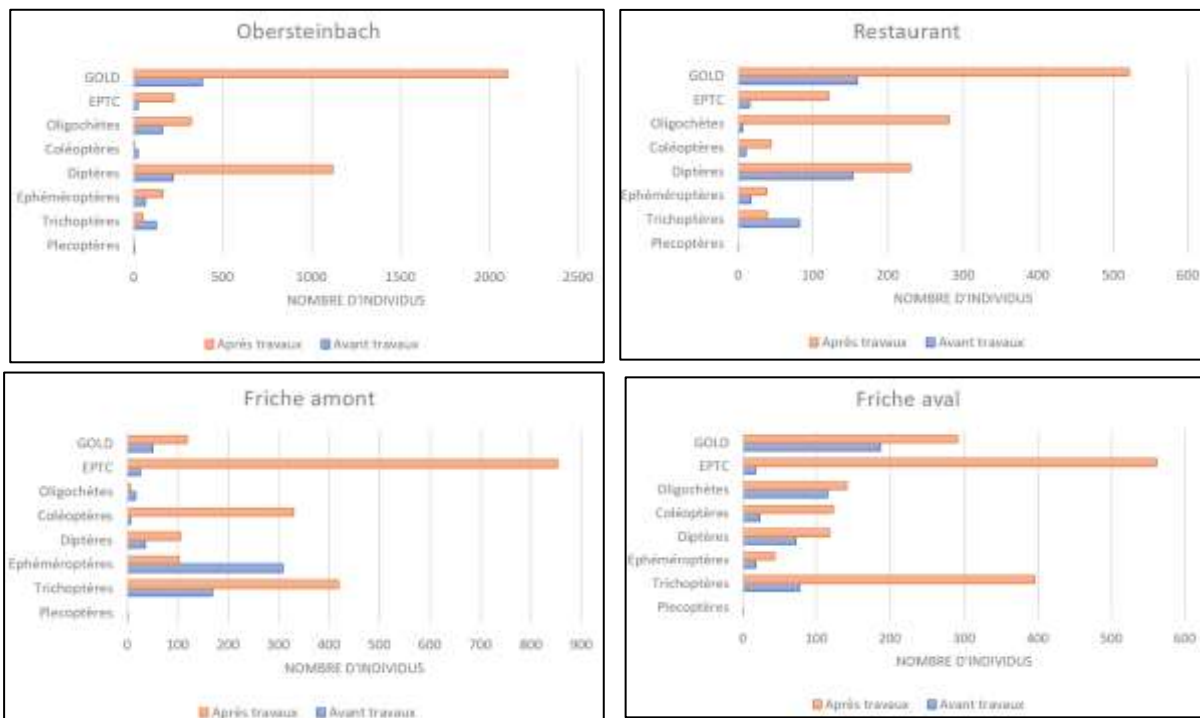 Obersteinbach
GOLD
EPTC
Oligochètes
Coléoptères
Diptères
Ephéméroptères
Trichoptères
Plecoptères
0 500 1000 1500 2000 2500
NOMBRE D'INDIVIDUS
Après travaux Avant travaux
Restaurant
GOLD
EPTC
Oligochètes
Coléoptères
Diptères
Ephéméroptères
Trichoptères
Plecoptères
0 100 200 300 400 500 600
NOMBRE D'INDIVIDUS
Après travaux Avant travaux
Friche amont
GOLD
EPTC
Oligochètes
Coléoptères
Diptères
Ephéméroptères
Trichoptères
Plecoptères
0 100 200 300 400 500 600 700 800 900
NOMBRE D'INDIVIDUS
Après travaux Avant travaux
Friche aval
GOLD
EPTC
Oligochètes
Coléoptères
Diptères
Ephéméroptères
Trichoptères
Plecoptères
0 100 200 300 400 500 600
NOMBRE D'INDIVIDUS
Après travaux Avant travaux